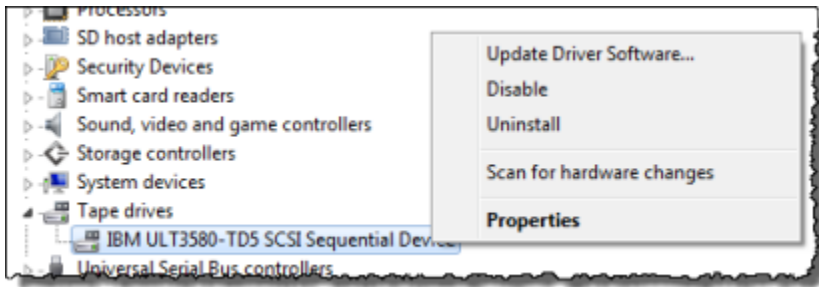 Processors
SD host adapters
Security Devices
Smart card readers
Sound, video and game controllers
Storage controllers
System devices
Tape drives
IBM ULT3580-TD5 SCSI Sequential Device
Universal Serial Bus controllers
Update Driver Software...
Disable
Uninstall
Scan for hardware changes
Properties